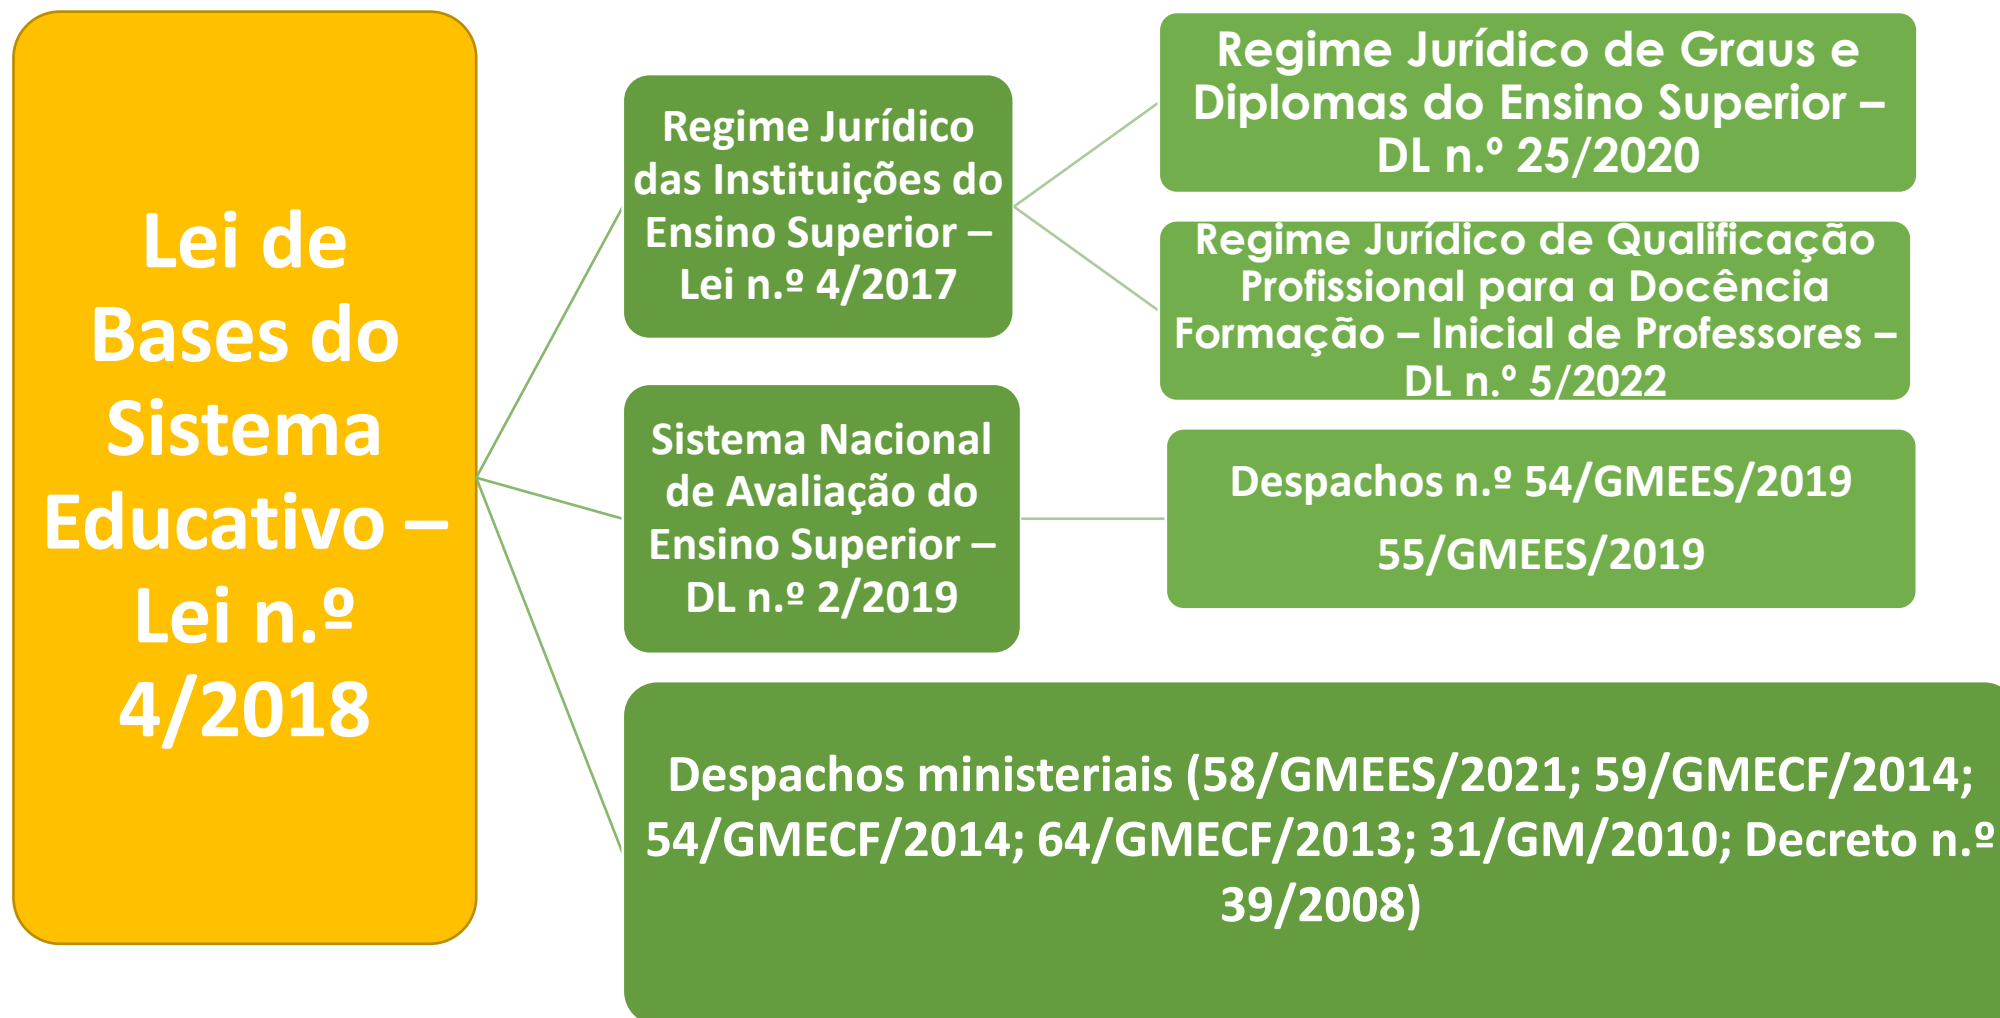 Lei de
Bases do
Sistema
Educativo –
Lei n.º
4/2018
Regime Jurídico
das Instituições do
Ensino Superior –
Lei n.º 4/2017
Regime Jurídico de Graus e
Diplomas do Ensino Superior –
DL n.º 25/2020
Regime Jurídico de Qualificação
Profissional para a Docência
Formação – Inicial de Professores –
DL n.º 5/2022
Sistema Nacional
de Avaliação do
Ensino Superior –
DL n.º 2/2019
Despachos n.º 54/GMEES/2019
55/GMEES/2019
Despachos ministeriais (58/GMEES/2021; 59/GMECF/2014;
54/GMECF/2014; 64/GMECF/2013; 31/GM/2010; Decreto n.º
39/2008)